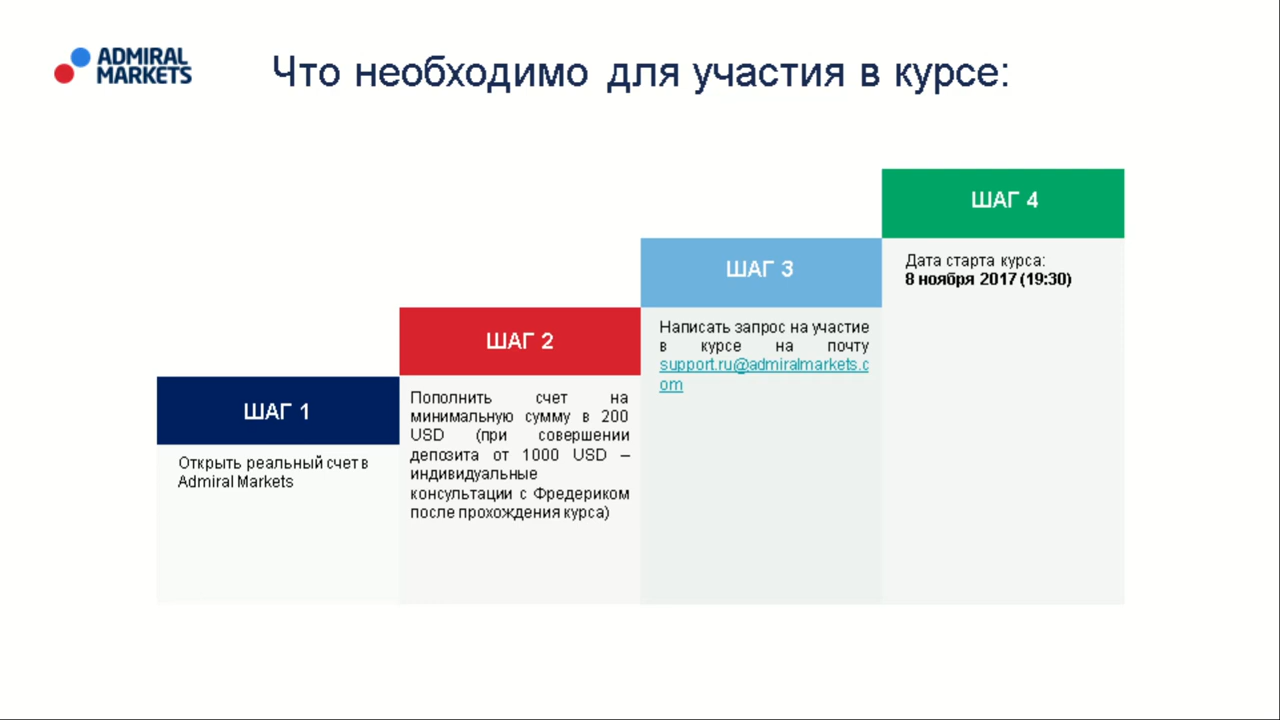 ADMIRAL
MARKETS
Что необходимо для участия в курсе:
ШАГ 1
Открыть реальный счет в
Admiral Markets
ШАГ 2
Пополнить счет на
минимальную сумму в 200
USD (при совершении
депозита от 1000 USD –
индивидуальные
консультации с Фредериком
после прохождения курса)
ШАГ 3
Написать запрос на участие
в курсе на почту
support.ru@admiralmarkets.c
om
ШАГ 4
Дата старта курса:
8 ноября 2017 (19:30)